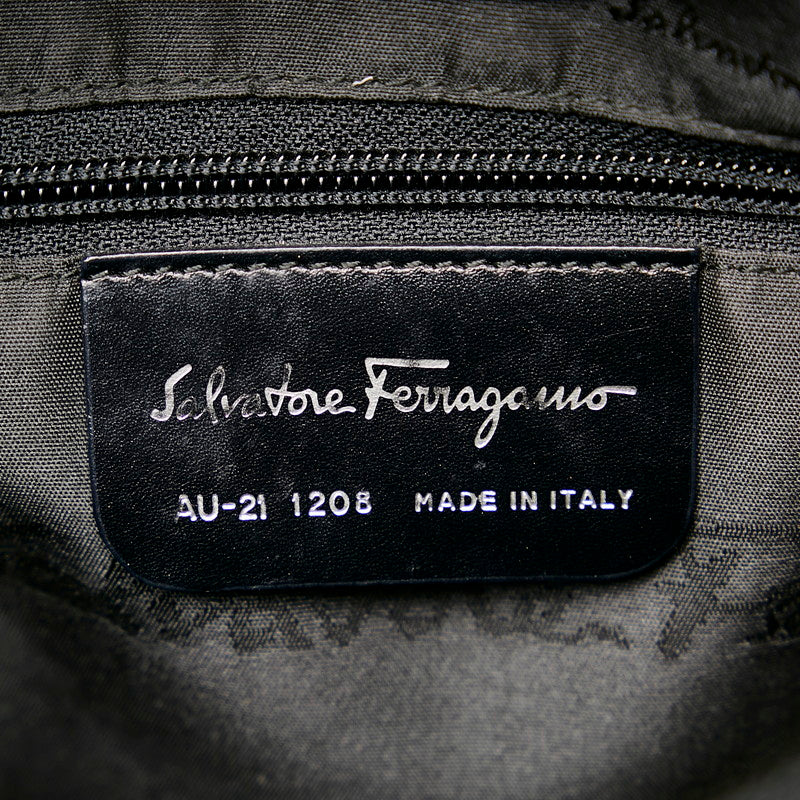 Salvatore Ferragamo
AU-21 1208 MADE IN ITALY